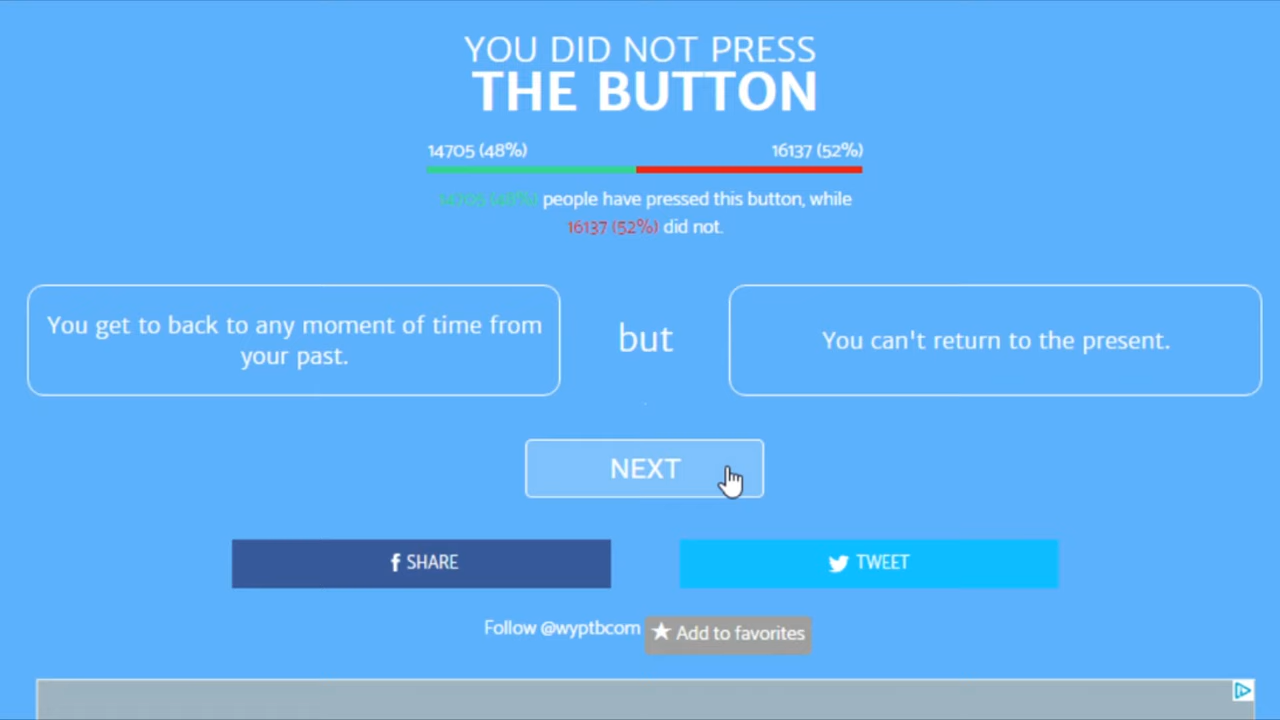 YOU DID NOT PRESS
THE BUTTON
14705 (48%) 16137 (52%)
14705 (48%) people have pressed this button, while
16137 (52%) did not.
You get to back to any moment of time from
your past.
but
You can't return to the present.
NEXT
SHARE
TWEET
Follow @wyptbcom
Add to favorites